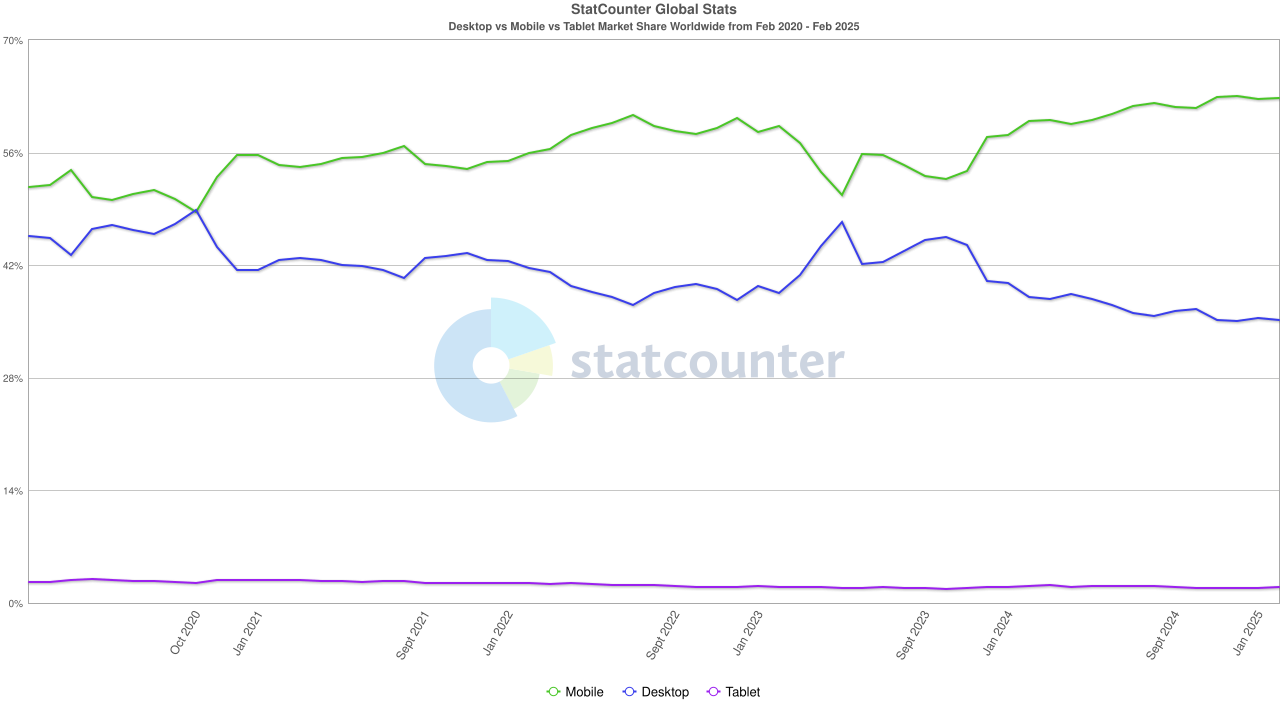 StatCounter Global Stats
Desktop vs Mobile vs Tablet Market Share Worldwide from Feb 2020 - Feb 2025
70%
56%
42%
28%
14%
0%
statcounter
Oct 2020
Jan 2021
Sept 2021
Jan 2022
Sept 2022
Jan 2023
Sept 2023
Jan 2024
Sept 2024
Jan 2025
Mobile Desktop Tablet